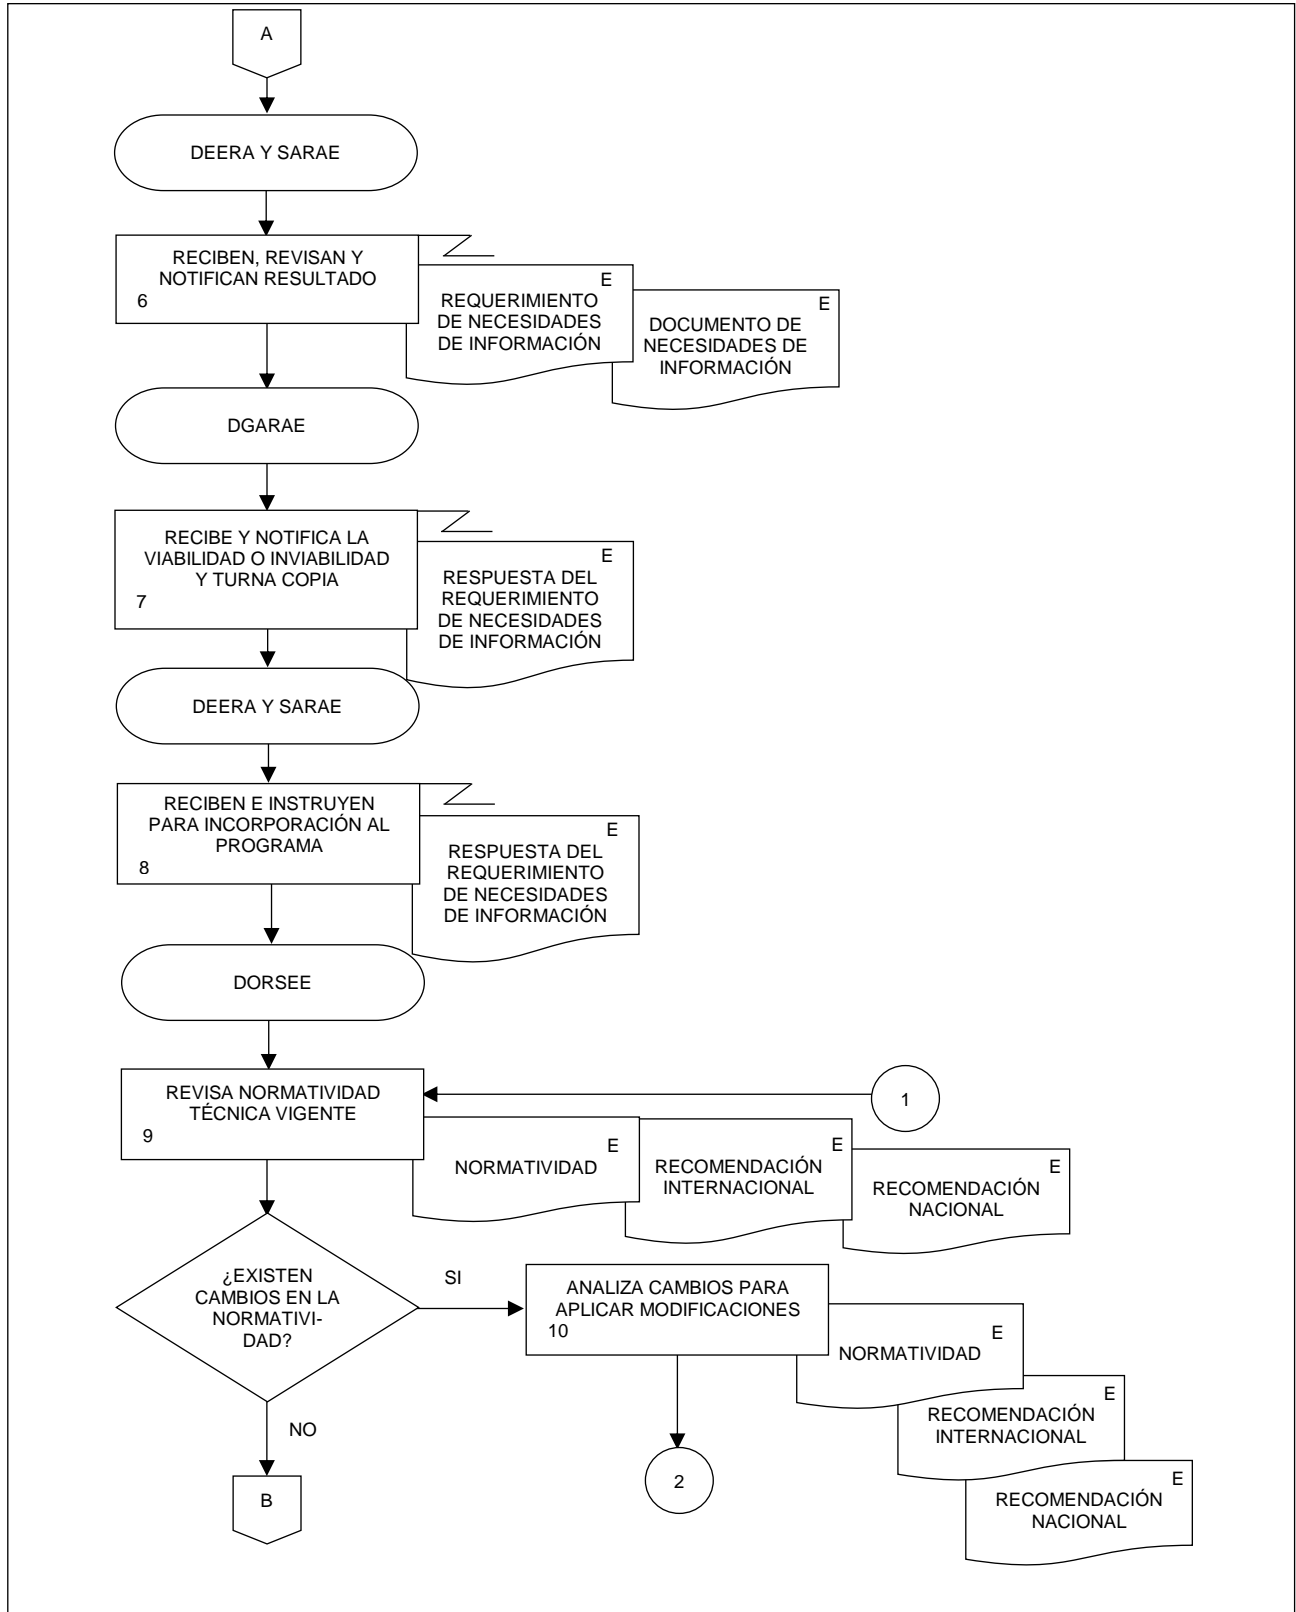 A
DEERA Y SARAE
RECIBEN, REVISAN Y
NOTIFICAN RESULTADO
6
E
REQUERIMIENTO
DE NECESIDADES
DE INFORMACIÓN
E
DOCUMENTO DE
NECESIDADES DE
INFORMACIÓN
DGARAE
RECIBE Y NOTIFICA LA
VIABILIDAD O INVIABILIDAD
Y TURNA COPIA
7
E
RESPUESTA DEL
REQUERIMIENTO
DE NECESIDADES
DE INFORMACIÓN
DEERA Y SARAE
RECIBEN E INSTRUYEN
PARA INCORPORACIÓN AL
PROGRAMA
8
E
RESPUESTA DEL
REQUERIMIENTO
DE NECESIDADES
DE INFORMACIÓN
DORSEE
REVISA NORMATIVIDAD
TÉCNICA VIGENTE
9
1
E
NORMATIVIDAD
E
RECOMENDACIÓN
INTERNACIONAL
E
RECOMENDACIÓN
NACIONAL
¿EXISTEN
CAMBIOS EN LA
NORMATIVI-
DAD?
SI
ANALIZA CAMBIOS PARA
APLICAR MODIFICACIONES
10
E
NORMATIVIDAD
E
RECOMENDACIÓN
INTERNACIONAL
E
RECOMENDACIÓN
NACIONAL
NO
2
B